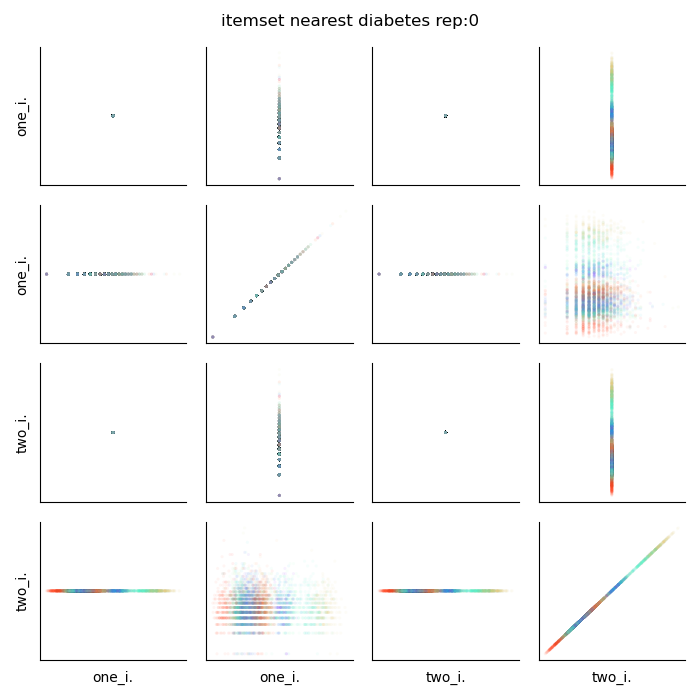 itemset nearest diabetes rep:0
one_i.
one_i.
two_i.
two_i.
one_i.
one_i.
two_i.
two_i.